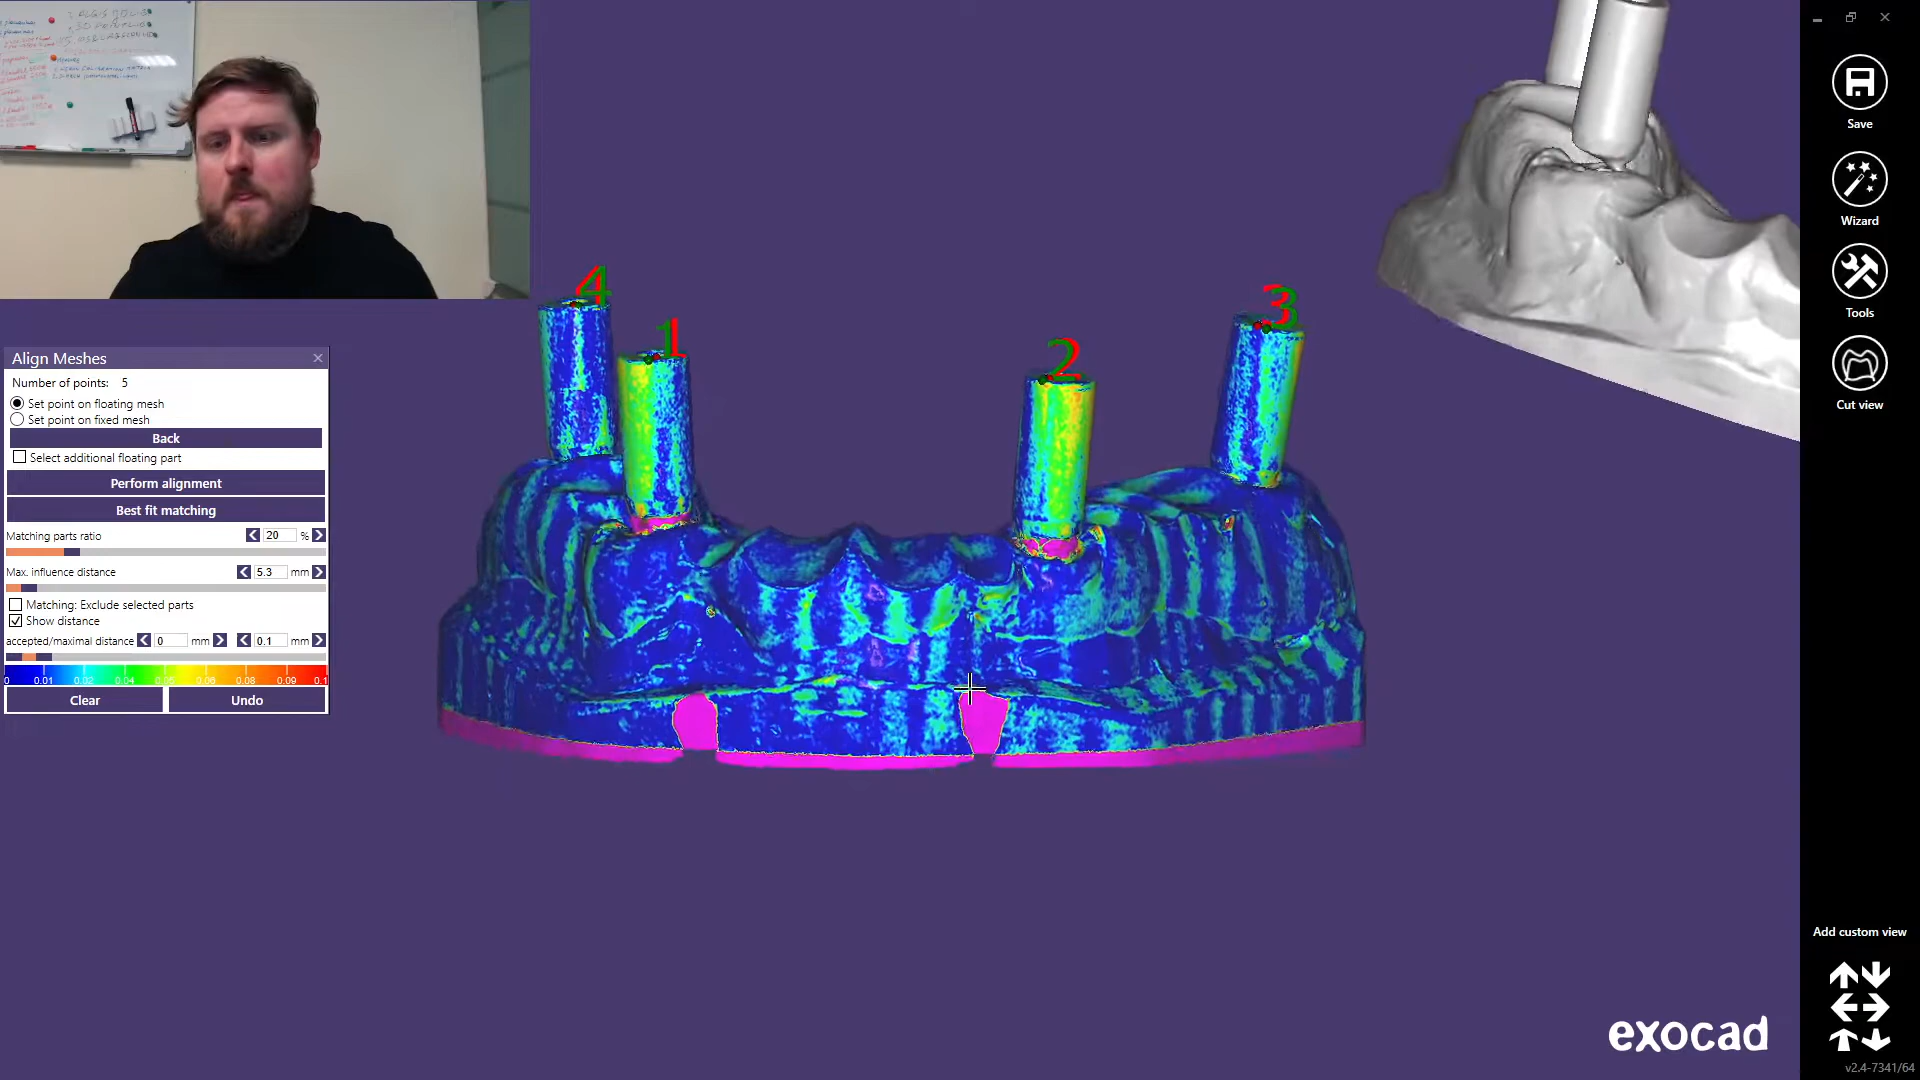 Save
Wizard
Tools
Cut view
4
1
2
3
Align Meshes
Number of points: 5
Set point on floating mesh
Set point on fixed mesh
Back
Select additional floating part
Perform alignment
Best fit matching
Matching parts ratio 20 %
Max. influence distance 5.3 mm
Matching: Exclude selected parts
Show distance
accepted/maximal distance 0 mm 0.1 mm
0 0.01 0.02 0.04 0.05 0.06 0.08 0.09 0.1
Clear Undo
Add custom view
exocad
v2.4-7341/64